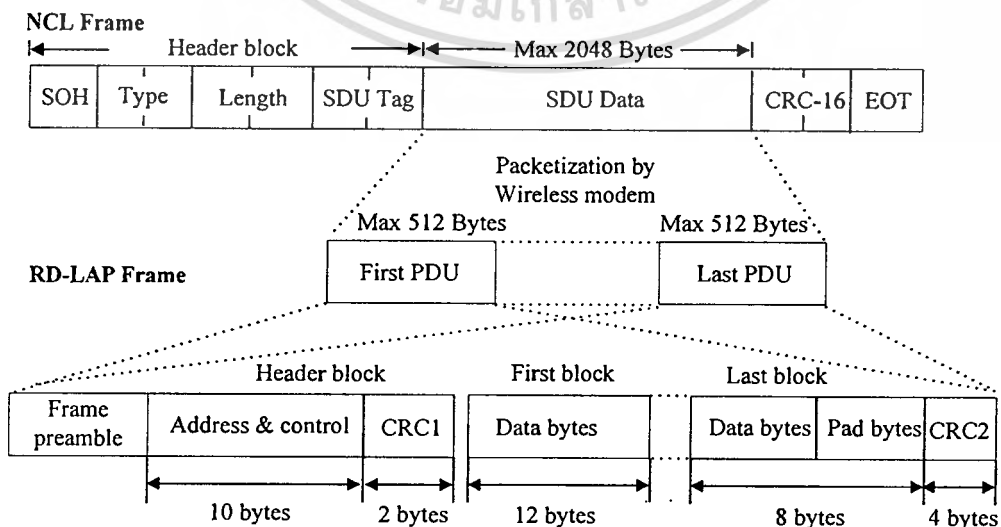 NCL Frame
Header block
Max 2048 Bytes
SOH
Type
Length
SDU Tag
SDU Data
CRC-16
EOT
Packetization by
Wireless modem
Max 512 Bytes
Max 512 Bytes
RD-LAP Frame
First PDU
Last PDU
Header block
First block
Last block
Frame
preamble
Address & control
CRC1
Data bytes
Data bytes
Pad bytes
CRC2
10 bytes
2 bytes
12 bytes
8 bytes
4 bytes